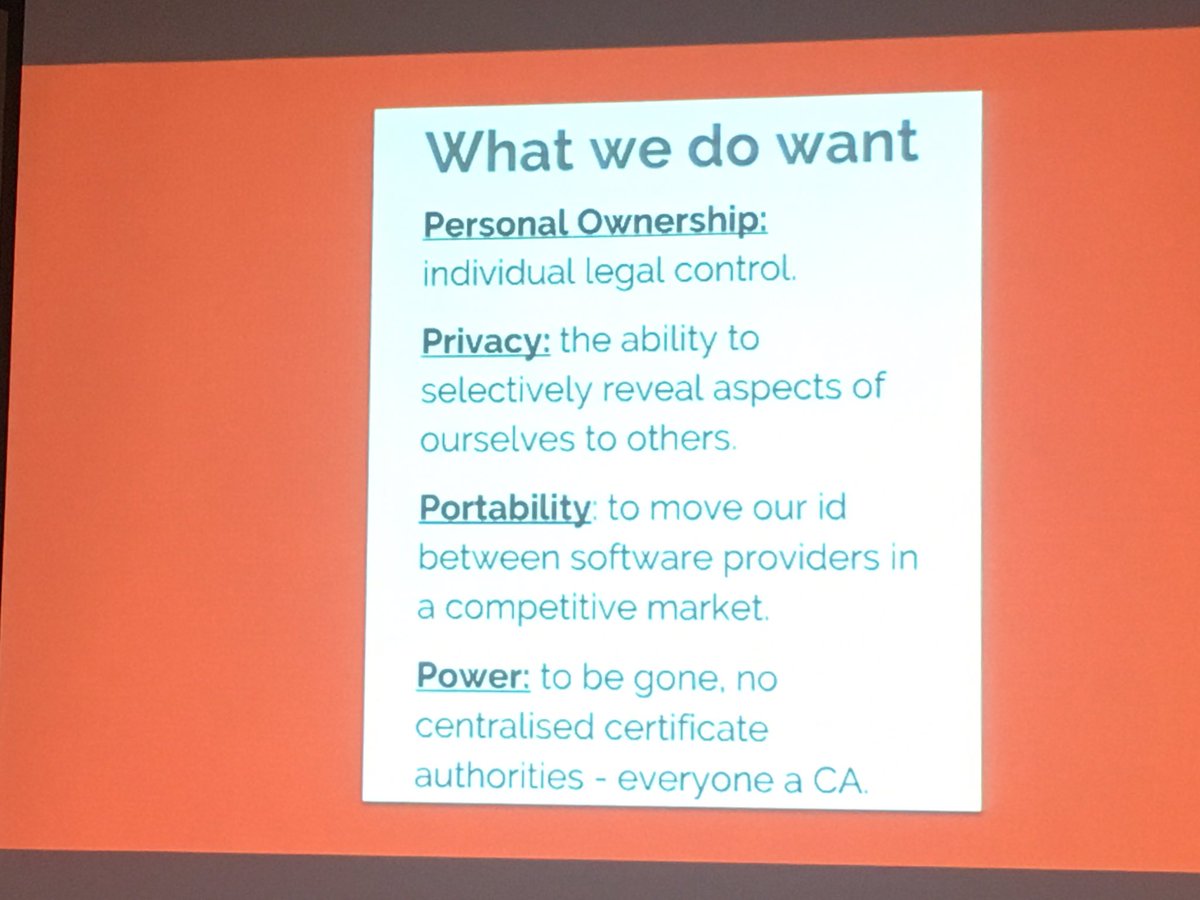 What we do want
Personal Ownership:
individual legal control.
Privacy: the ability to
selectively reveal aspects of
ourselves to others.
Portability: to move our id
between software providers in
a competitive market.
Power: to be gone, no
centralised certificate
authorities - everyone a CA.